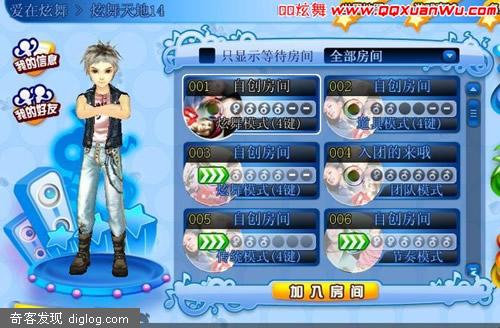 爱在炫舞 > 炫舞天地14
QQ炫舞 www.QQXuanWu.com
我的信息
我的好友
只显示等待房间 全部房间
001 自创房间
炫舞模式(4键)
002 自创房间
道具模式(4键)
003 自创房间
炫舞模式(4键)
004 入团的来哦
团队模式
005 自创房间
传统模式(4键)
006 自创房间
节奏模式
加入房间
奇客发现 diglog.com